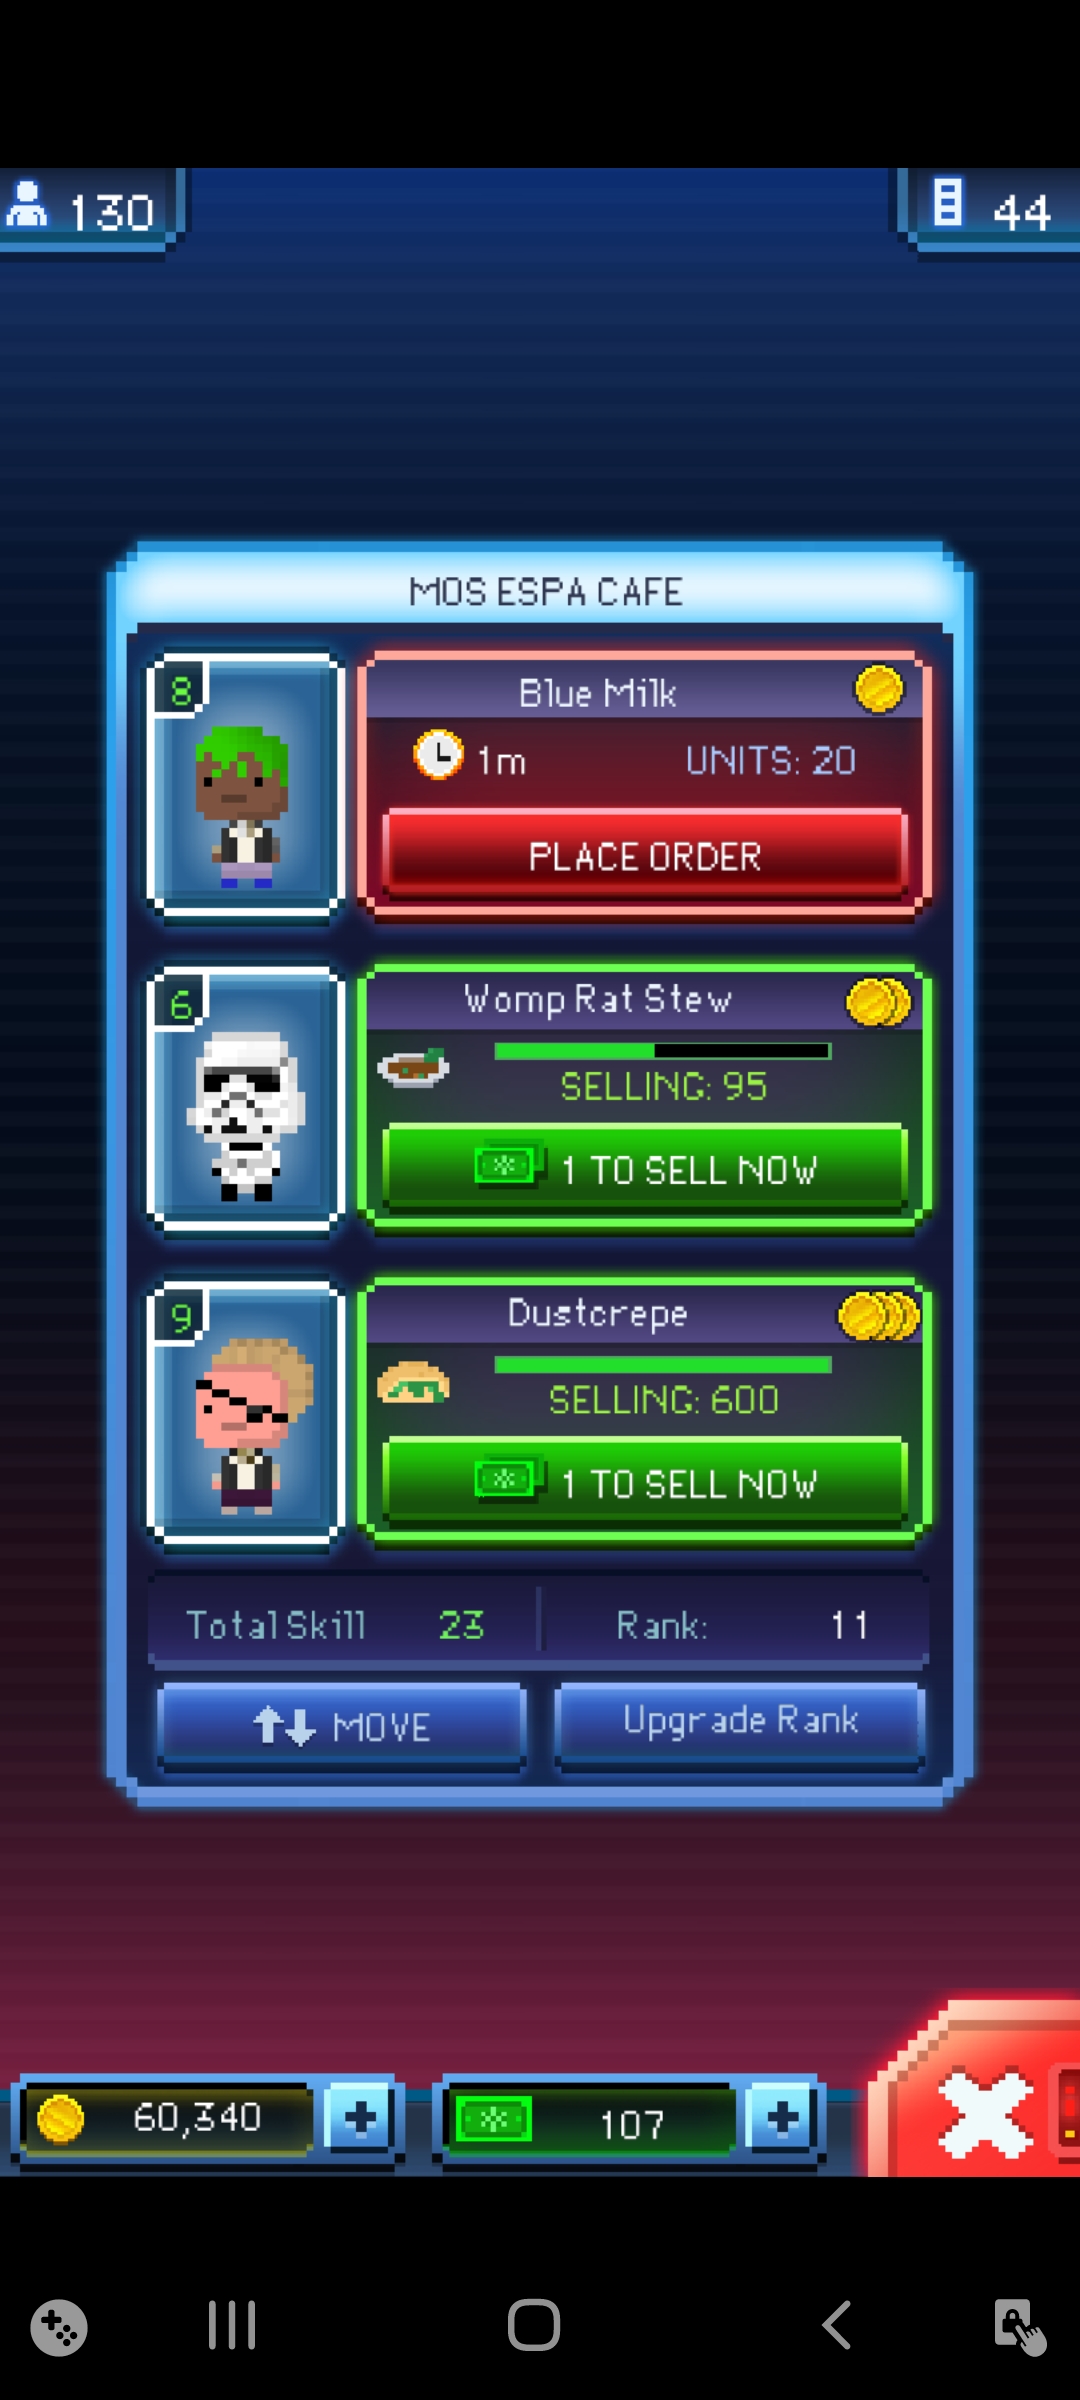 130
44
MOS ESPA CAFE
8
Blue Milk
1m
UNITS: 20
PLACE ORDER
6
Womp Rat Stew
SELLING: 95
1 TO SELL NOW
9
Dustcrepe
SELLING: 600
1 TO SELL NOW
Total Skill 23
Rank: 11
MOVE
Upgrade Rank
60,340
107